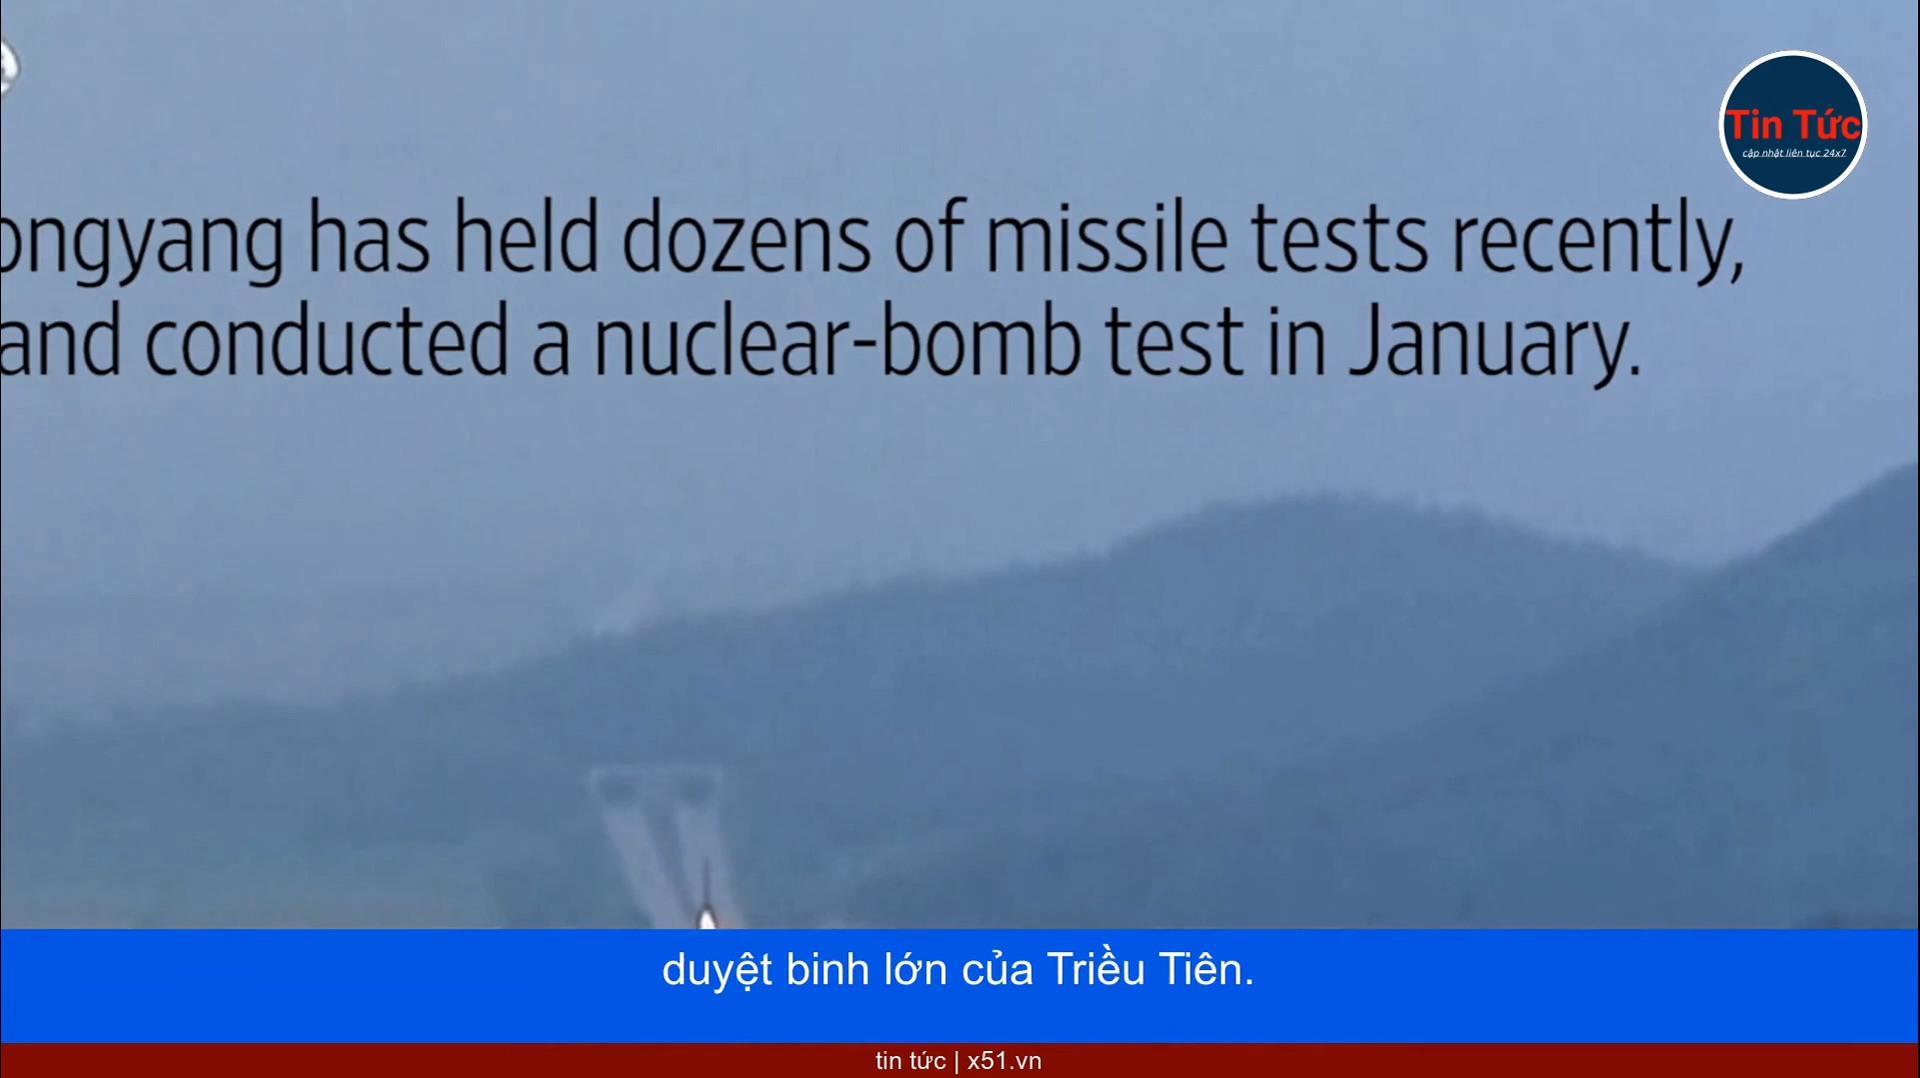 Tin Tức
cập nhật liên tục 24x7
ongyang has held dozens of missile tests recently,
and conducted a nuclear-bomb test in January.
duyệt binh lớn của Triều Tiên.
tin tức | x51.vn